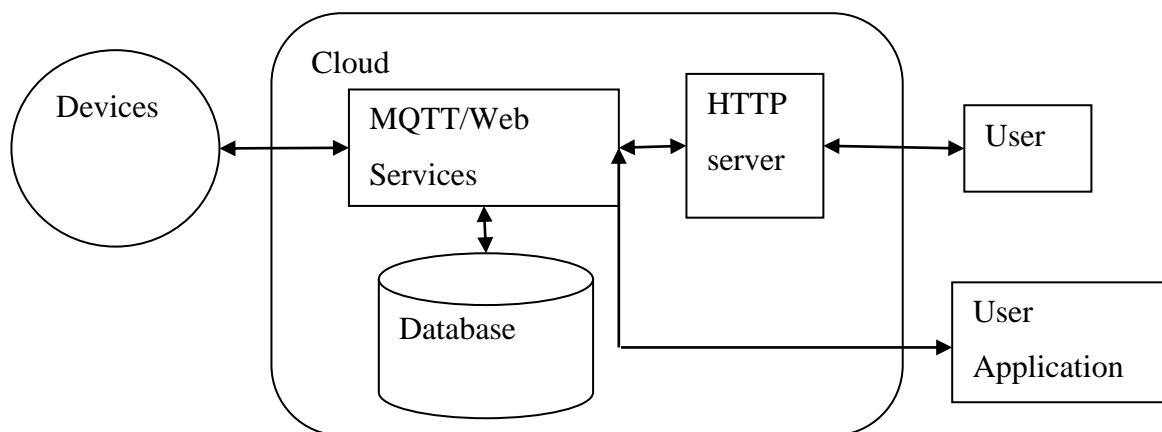 Cloud
Devices
MQTT/Web
Services
HTTP
server
User
Database
User
Application